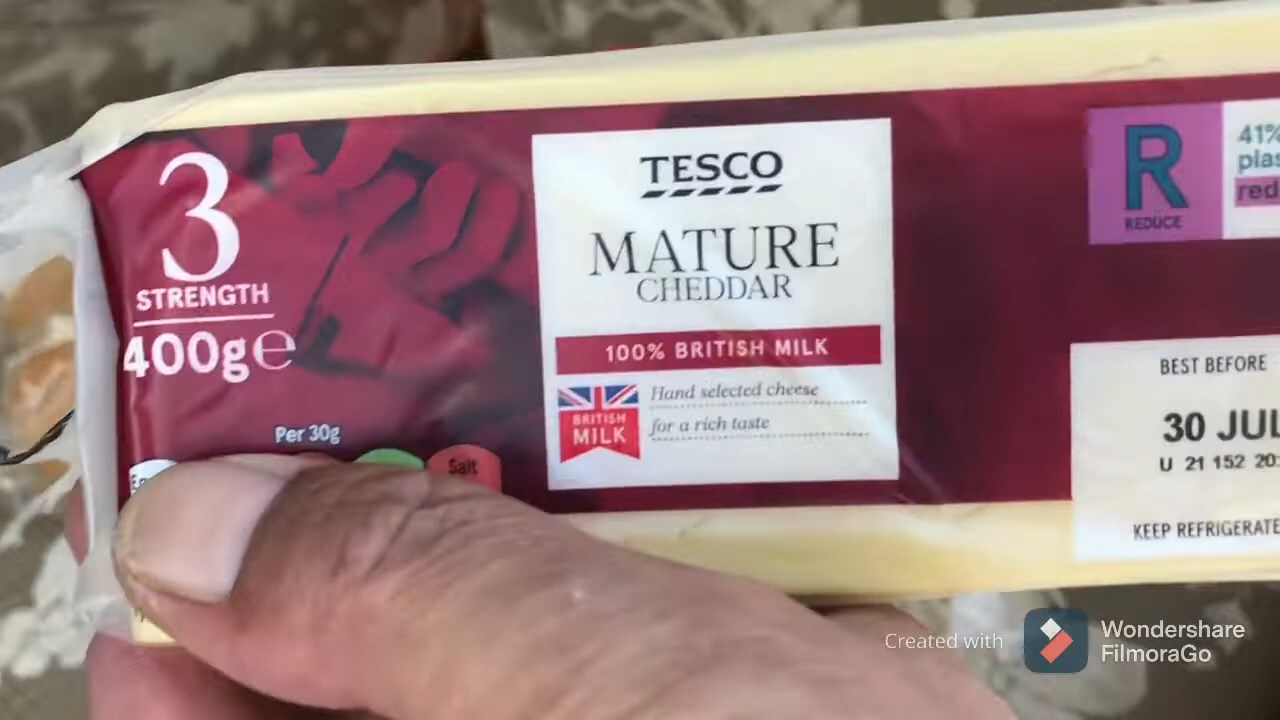 3
STRENGTH
400g℮
Per 30g
Salt
TESCO
MATURE
CHEDDAR
100% BRITISH MILK
BRITISH
MILK
Hand selected cheese
for a rich taste
R
REDUCE
41%
BEST BEFORE
30 JUL
U 21 152
KEEP
Created with
Wondershare
FilmoraGo